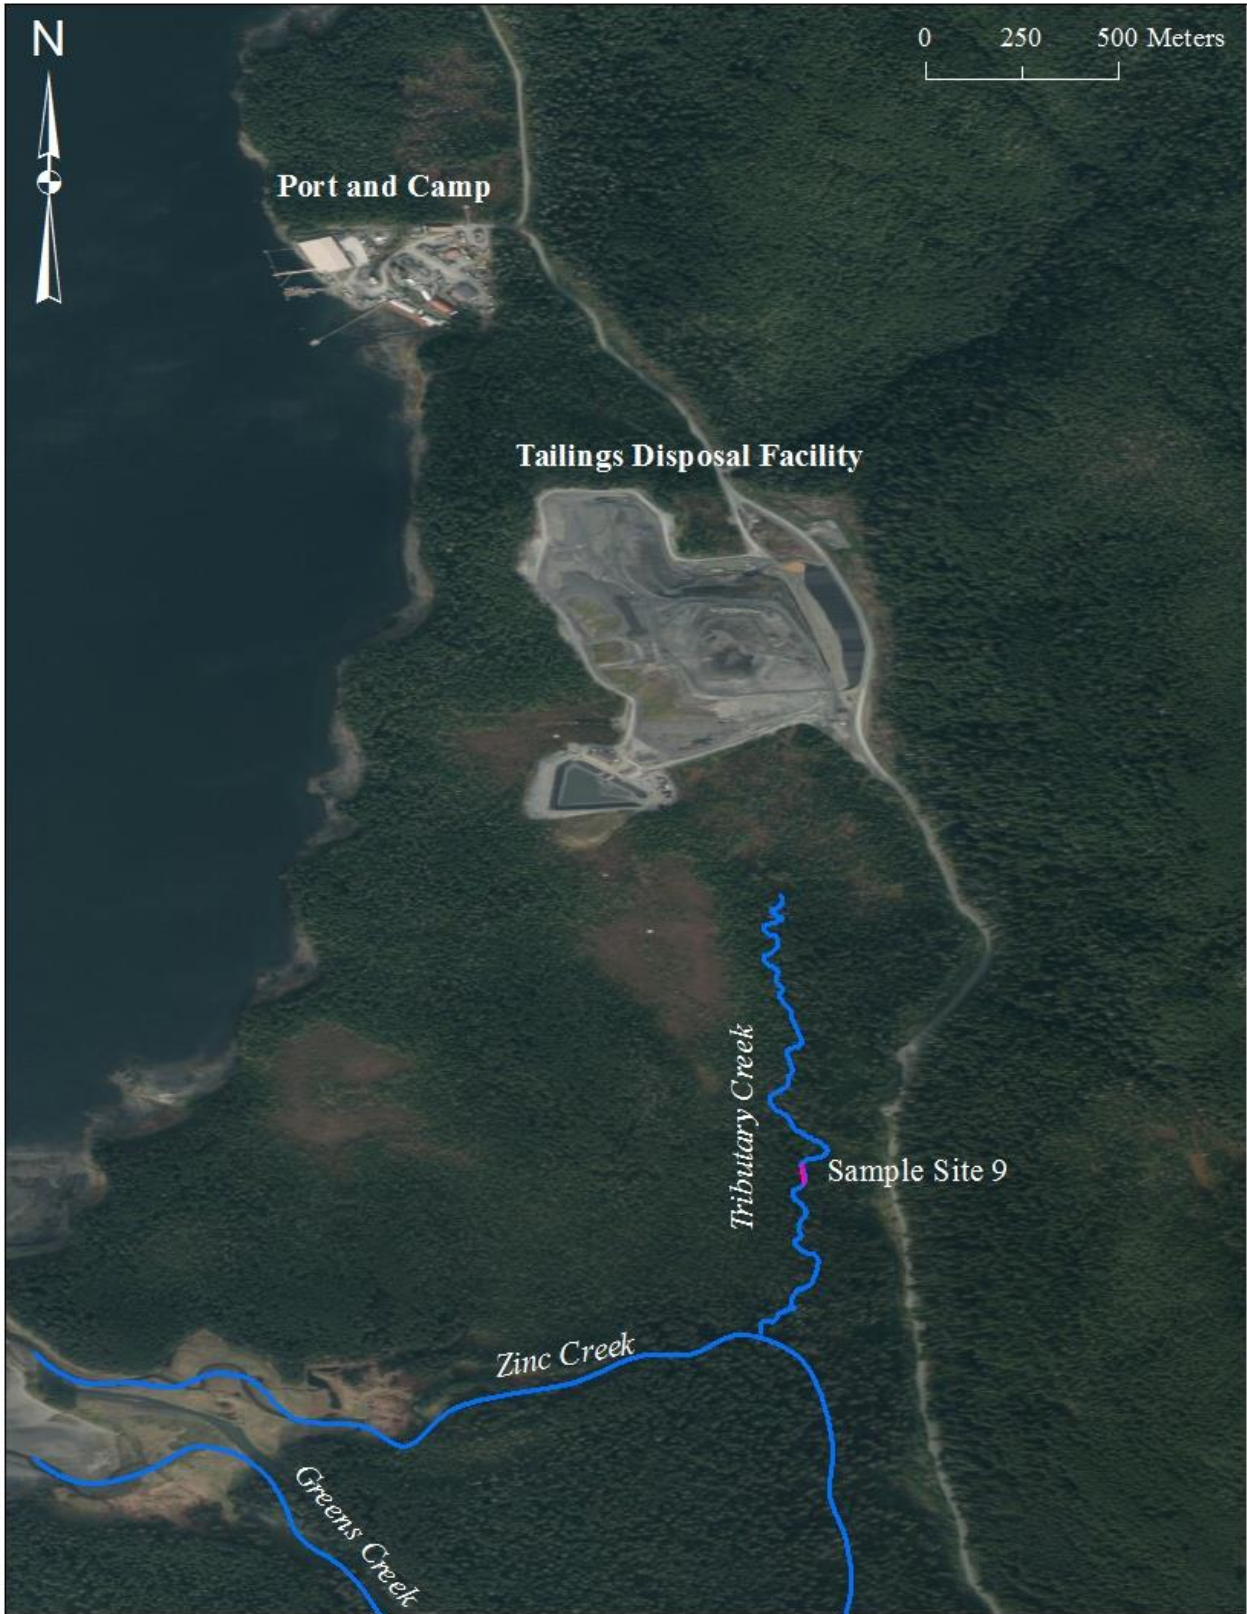 N
0 250 500 Meters
Port and Camp
Tailings Disposal Facility
Tributary Creek
Sample Site 9
Zinc Creek
Greens Creek